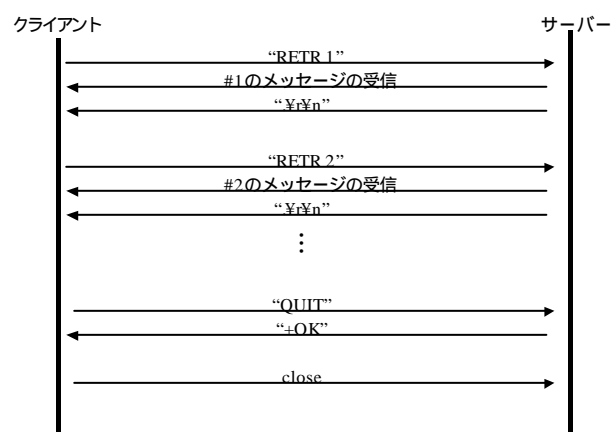 クライアント
サーバー
“RETR 1”
#1のメッセージの受信
“.¥r¥n”
“RETR 2”
#2のメッセージの受信
“.¥r¥n”
⋮
“QUIT”
“+OK”
close